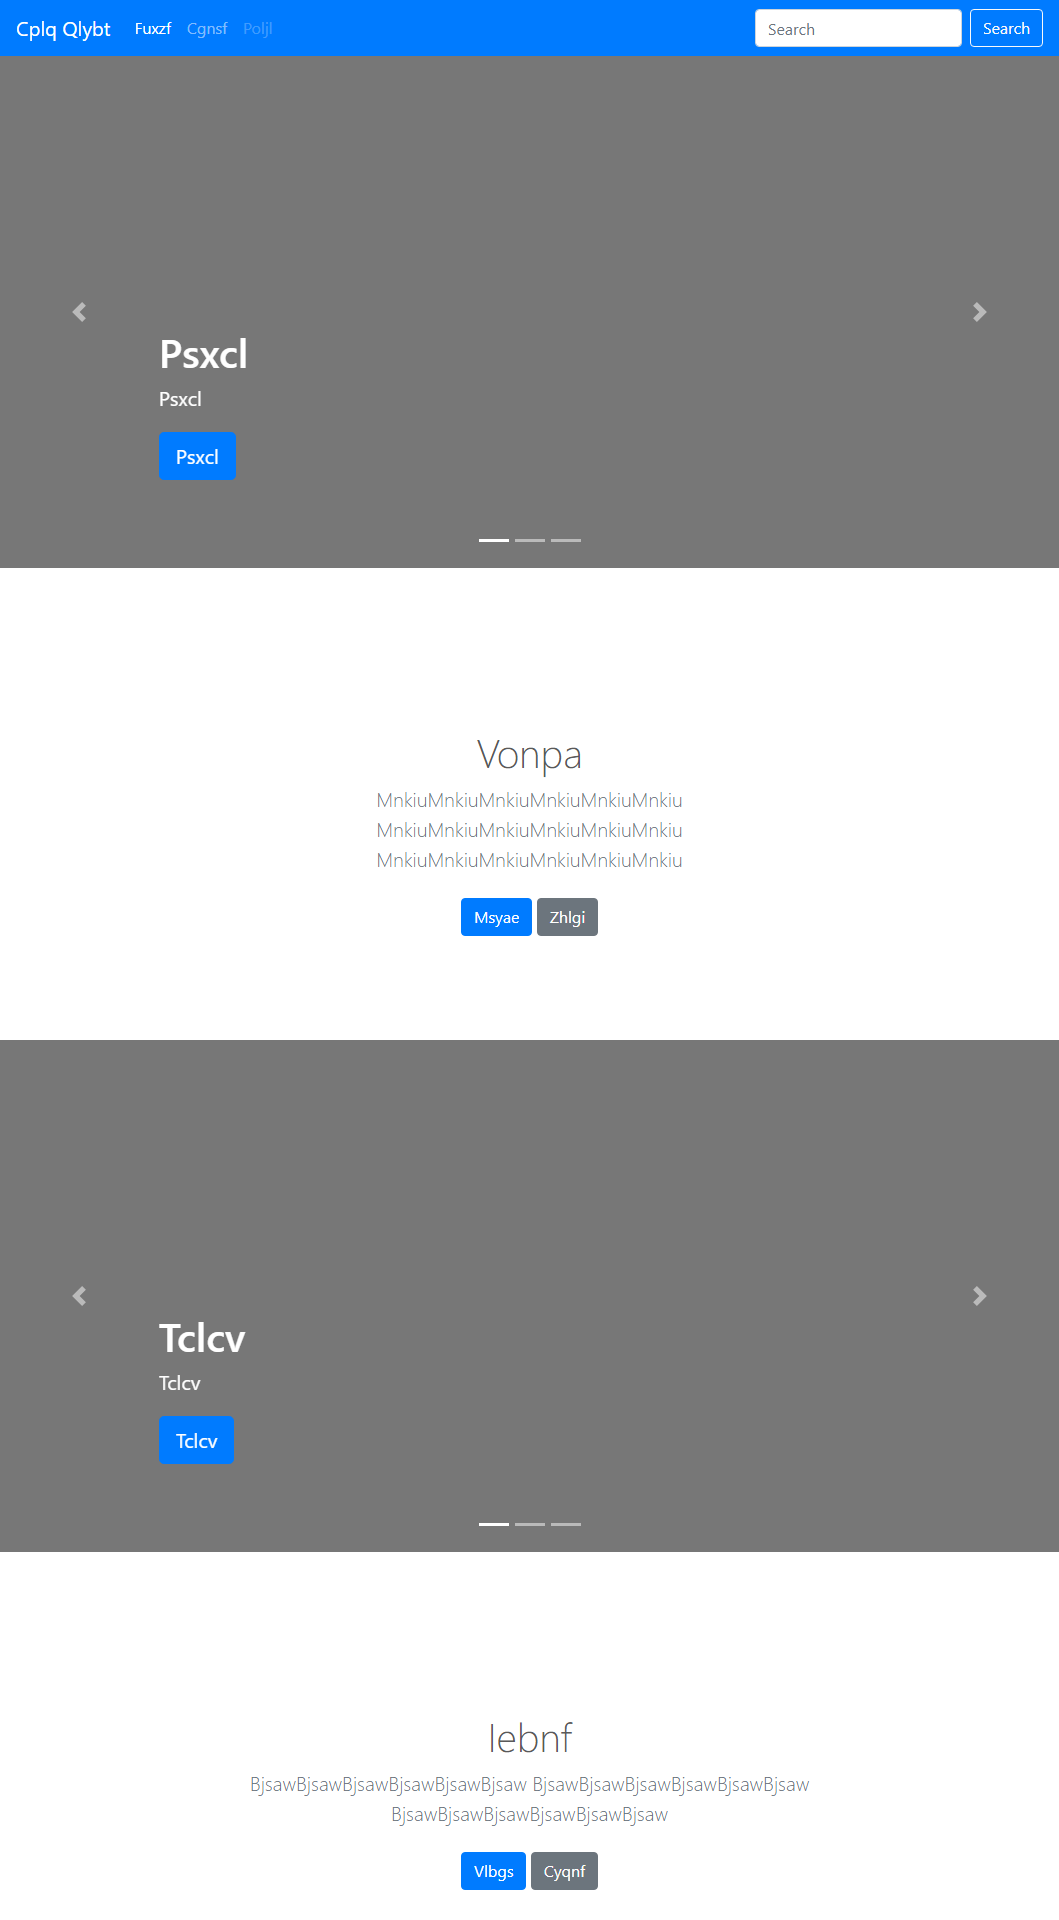 Cplq Qlybt Fuxzf Cgnsf Poljl Search Search
Psxcl
Psxcl
Psxcl
Vonpa
MnkiuMnkiuMnkiuMnkiuMnkiuMnkiu
MnkiuMnkiuMnkiuMnkiuMnkiuMnkiu
MnkiuMnkiuMnkiuMnkiuMnkiuMnkiu
Msyae Zhlgi
Tclcv
Tclcv
Tclcv
Iebnf
BjsawBjsawBjsawBjsawBjsawBjsaw BjsawBjsawBjsawBjsawBjsawBjsaw
BjsawBjsawBjsawBjsawBjsawBjsaw
Vlbgs Cyqnf